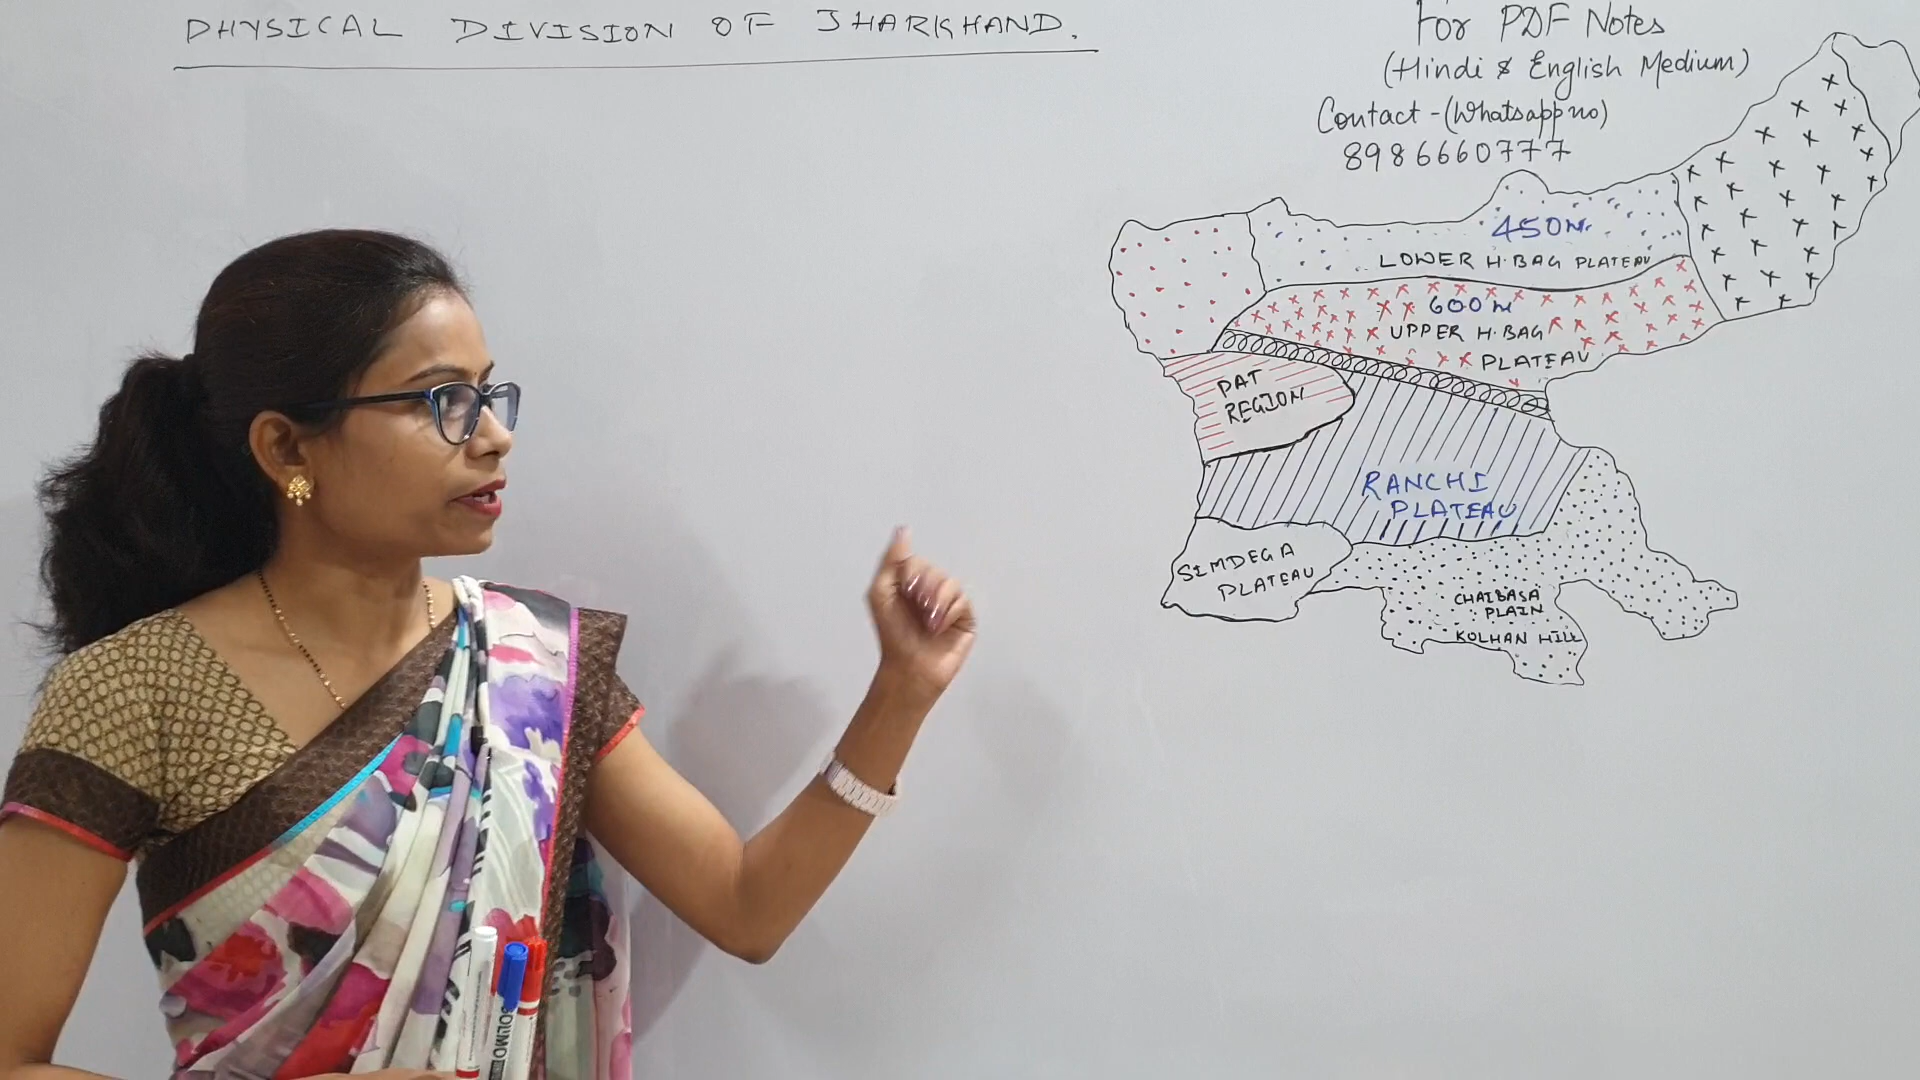 PHYSICAL DIVISION OF JHARKHAND.
For PDF Notes
(Hindi & English Medium)
Contact - (Whatsapp no)
8986660777
450m
LOWER H.BAG PLATEAU
600m
UPPER H.BAG
PLATEAU
PAT
REGION
RANCHI
PLATEAU
SIMDEGA
PLATEAU
CHAIBASA
PLAIN
KOLHAN HILL